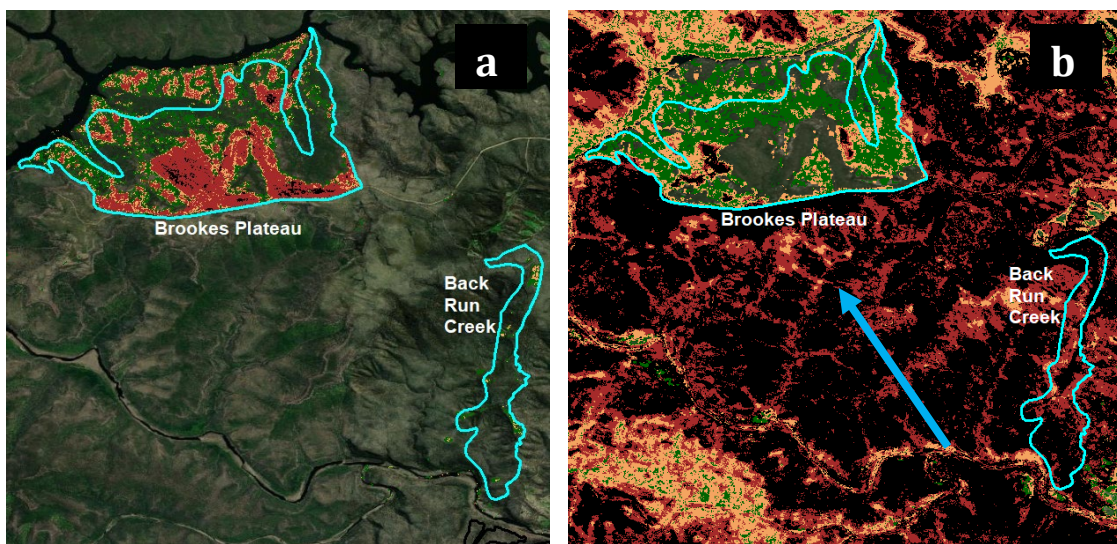 a
Brookes Plateau
Back
Run
Creek
b
Brookes Plateau
Back
Run
Creek